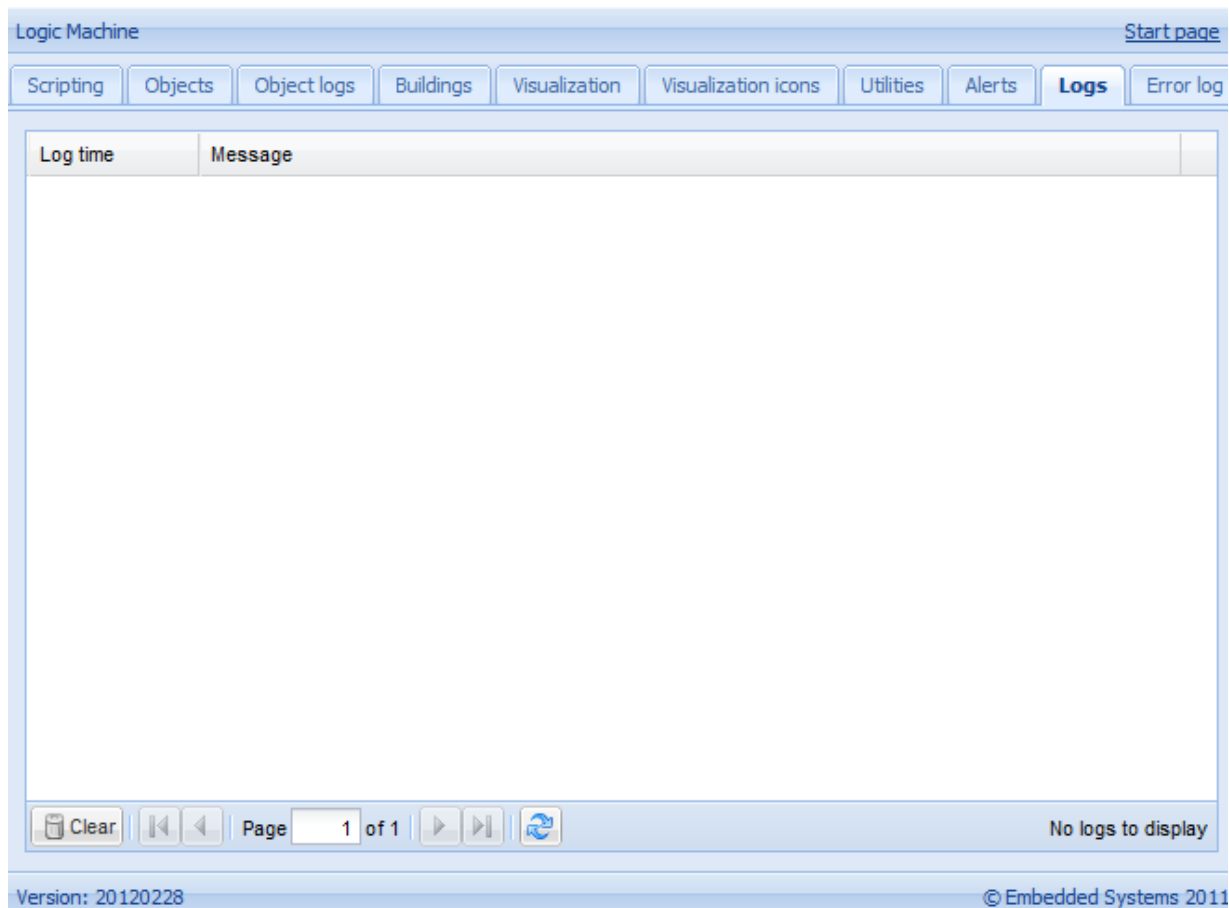 Logic Machine Start page
Scripting Objects Object logs Buildings Visualization Visualization icons Utilities Alerts Logs Error log
Log time Message
Clear Page 1 of 1 No logs to display
Version: 20120228 © Embedded Systems 2011